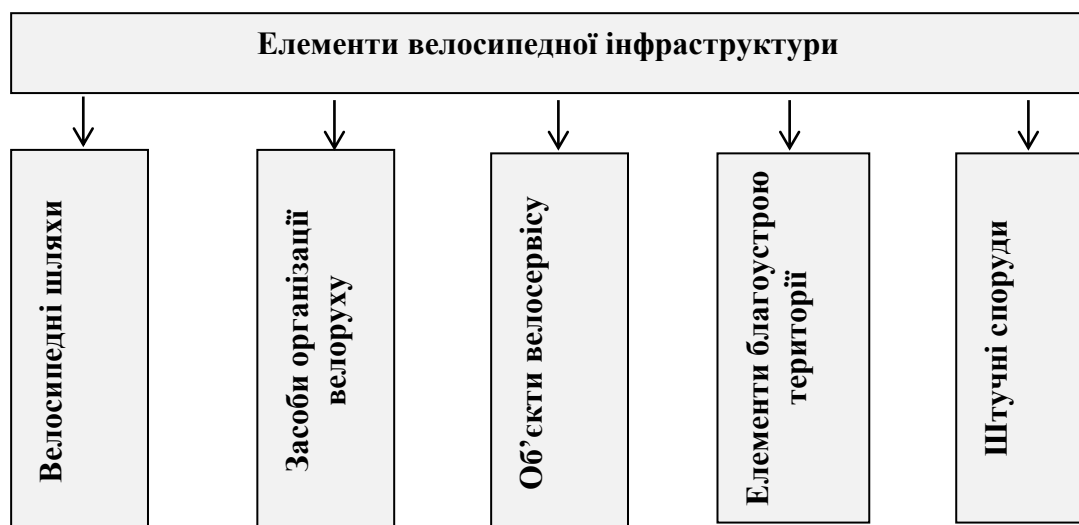 Елементи велосипедної інфраструктури
Велосипедні шляхи
Засоби організації
велоруху
Об’єкти велосервісу
Елементи благоустрою
території
Штучні споруди